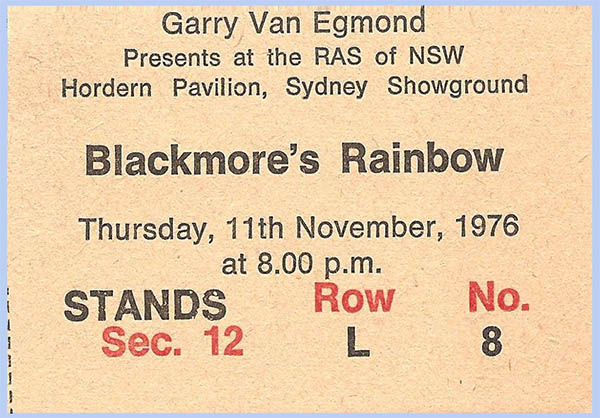 Garry Van Egmond
Presents at the RAS of NSW
Hordern Pavilion, Sydney Showground
Blackmore's Rainbow
Thursday, 11th November, 1976
at 8.00 p.m.
STANDS Row No.
Sec. 12 L 8